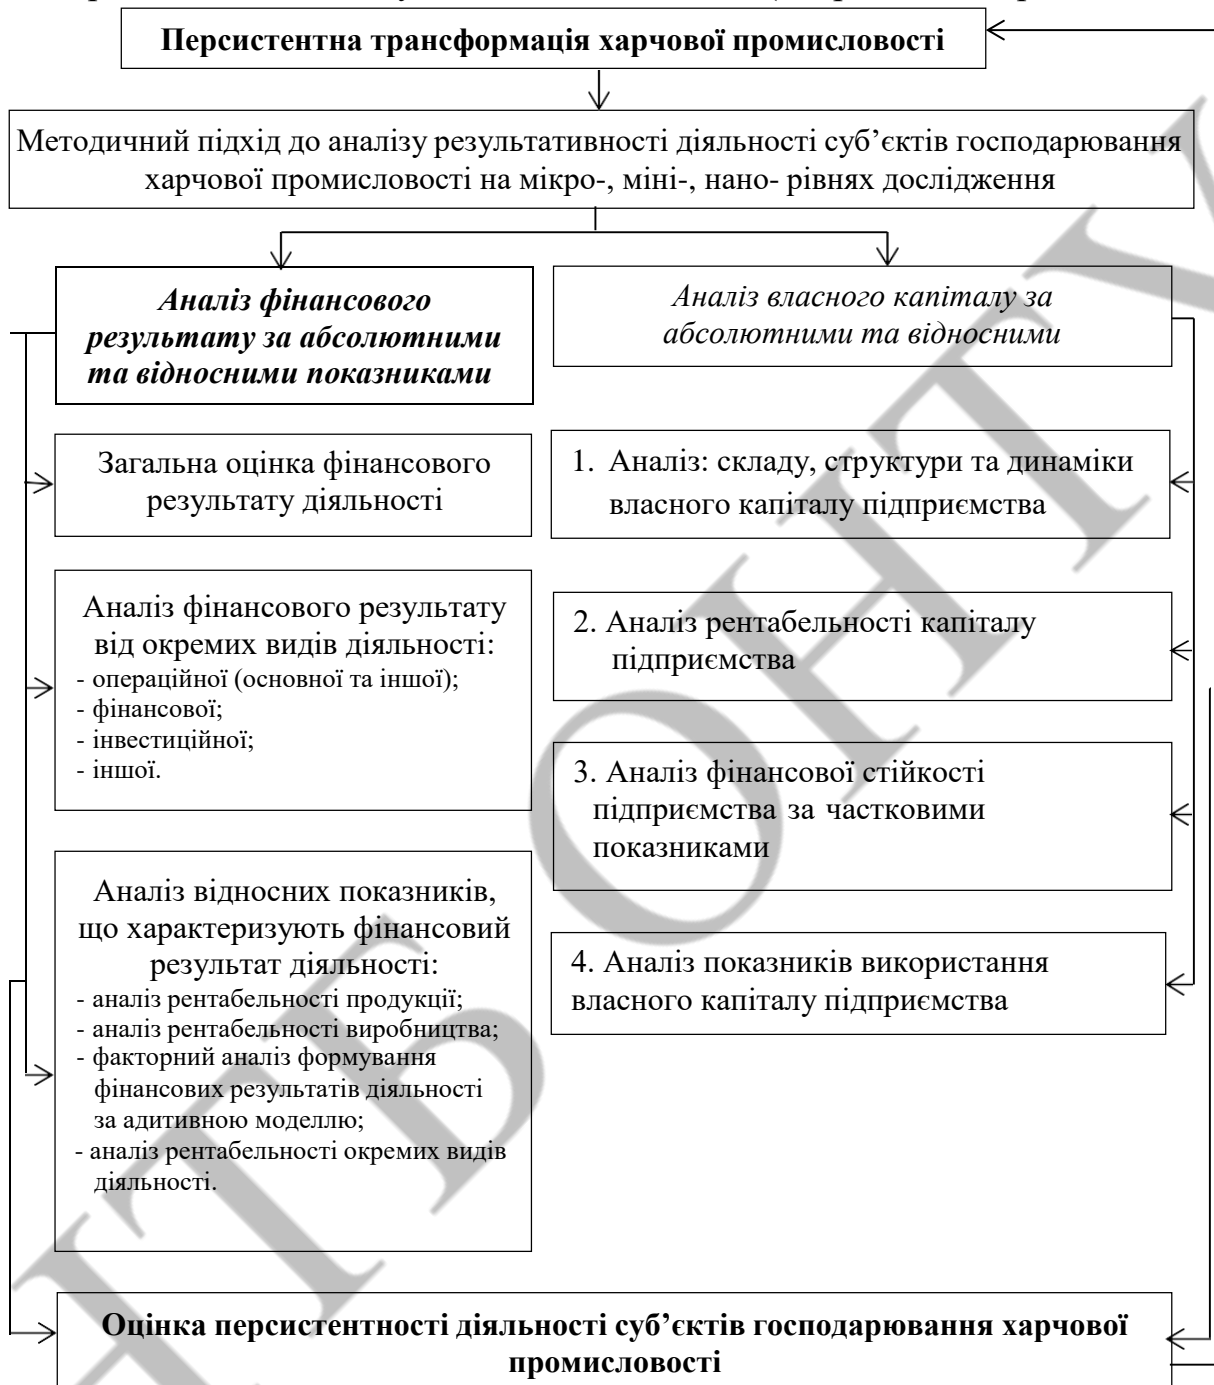 Персистентна трансформація харчової промисловості
Методичний підхід до аналізу результативності діяльності суб’єктів господарювання
харчової промисловості на мікро-, міні-, нано- рівнях дослідження
Аналіз фінансового
результату за абсолютними
та відносними показниками
Загальна оцінка фінансового
результату діяльності
Аналіз фінансового результату
від окремих видів діяльності:
- операційної (основної та іншої);
- фінансової;
- інвестиційної;
- іншої.
Аналіз відносних показників,
що характеризують фінансовий
результат діяльності:
- аналіз рентабельності продукції;
- аналіз рентабельності виробництва;
- факторний аналіз формування
фінансових результатів діяльності
за адитивною моделлю;
- аналіз рентабельності окремих видів
діяльності.
Аналіз власного капіталу за
абсолютними та відносними
1. Аналіз: складу, структури та динаміки
власного капіталу підприємства
2. Аналіз рентабельності капіталу
підприємства
3. Аналіз фінансової стійкості
підприємства за частковими
показниками
4. Аналіз показників використання
власного капіталу підприємства
Оцінка персистентності діяльності суб’єктів господарювання харчової
промисловості